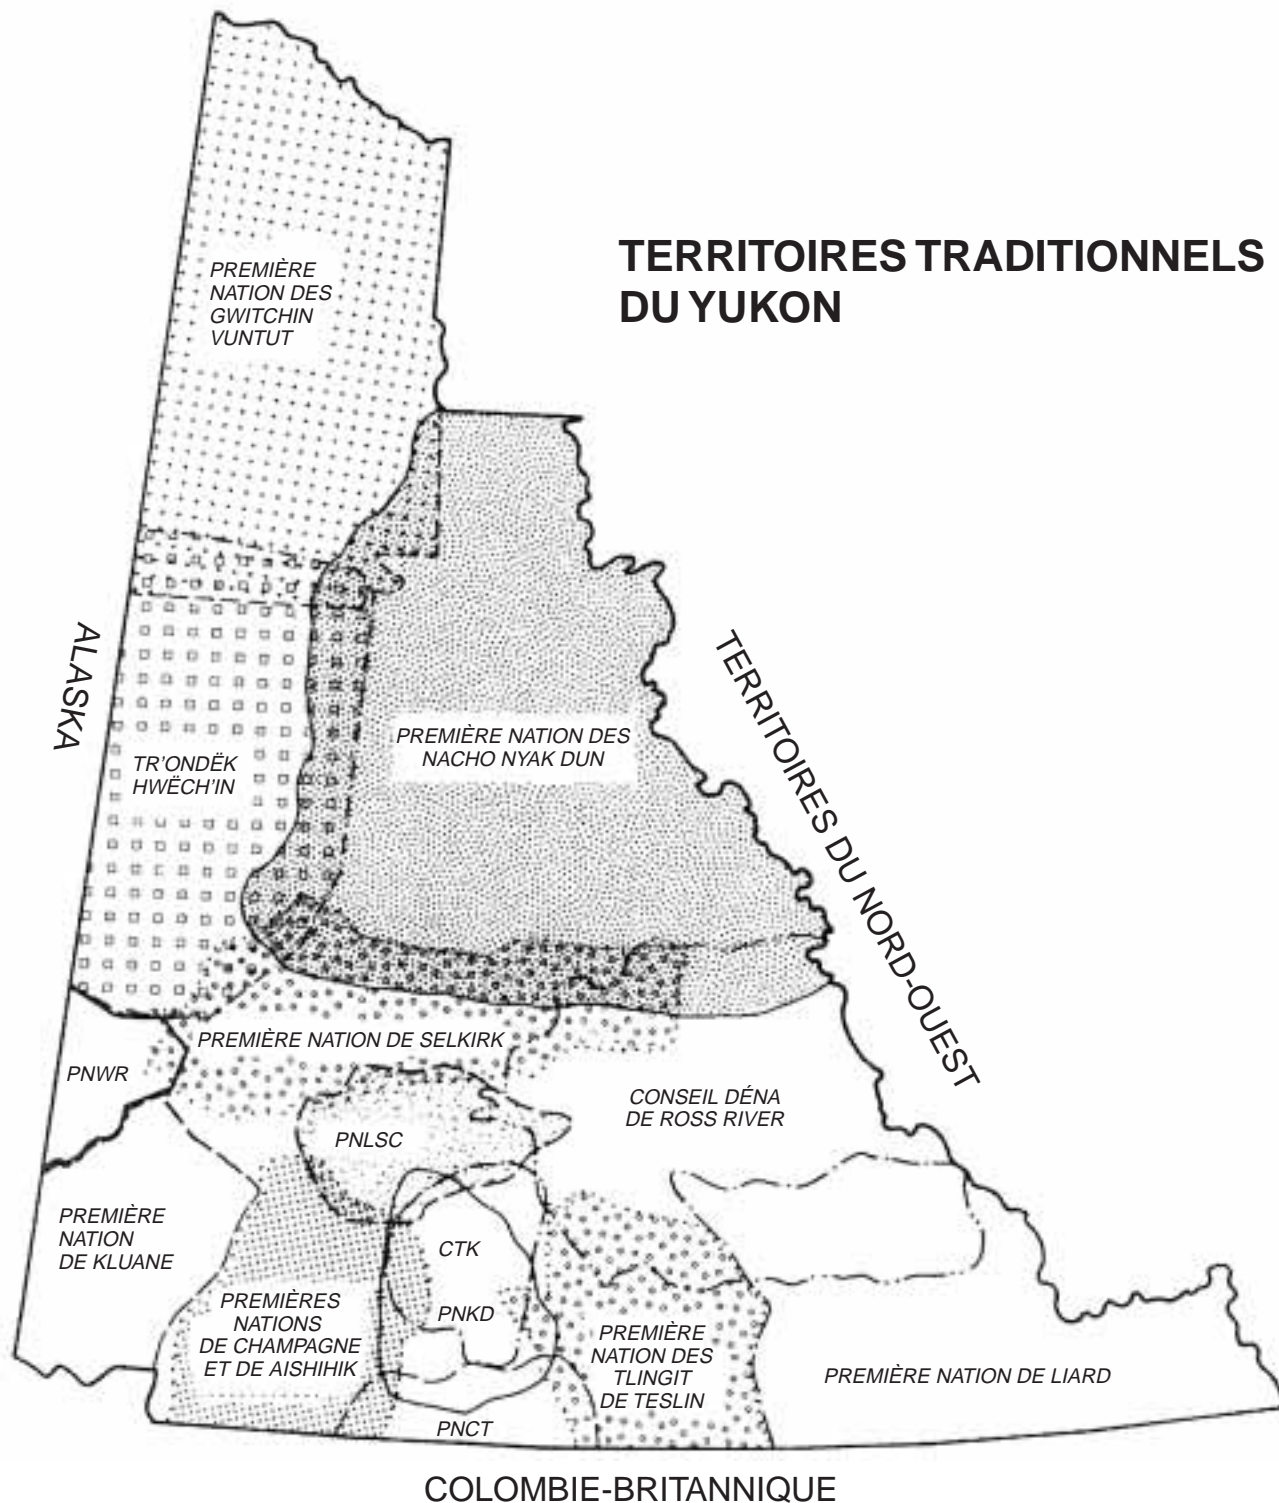 TERRITOIRES TRADITIONNELS
DU YUKON
PREMIÈRE
NATION DES
GWITCHIN
VUNTUT
ALASKA
TERRITOIRES DU NORD-OUEST
PREMIÈRE NATION DES
NACHO NYAK DUN
TR'ONDËK
HWËCH'IN
PREMIÈRE NATION DE SELKIRK
PNWR
CONSEIL DÉNA
DE ROSS RIVER
PNLSC
PREMIÈRE
NATION
DE KLUANE
CTK
PREMIÈRES
NATIONS
DE CHAMPAGNE
ET DE AISHIHIK
PNKD
PREMIÈRE
NATION DES
TLINGIT
DE TESLIN
PREMIÈRE NATION DE LIARD
PNCT
COLOMBIE-BRITANNIQUE